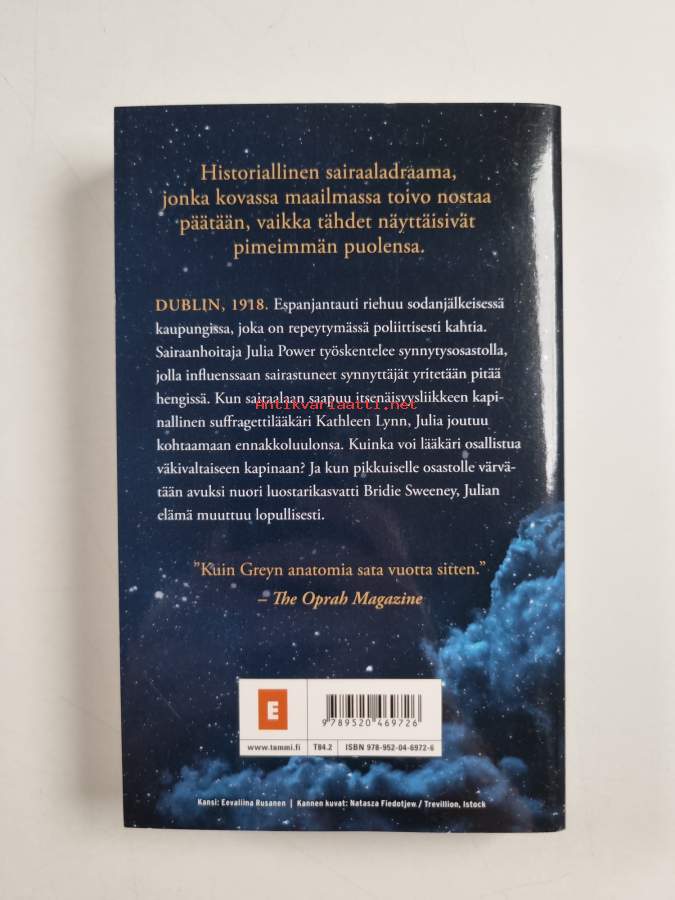 Historiallinen sairaaladraama,
jonka kovassa maailmassa toivo nostaa
päätään, vaikka tähdet näyttäisivät
pimeimmän puolensa.
DUBLIN, 1918. Espanjantauti riehuu sodanjälkeisessä
kaupungissa, joka on repeytymässä poliittisesti kahtia.
Sairaanhoitaja Julia Power työskentelee synnytysosastolla,
jolla influenssaan sairastuneet synnyttäjät yritetään pitää
hengissä. Kun sairaalaan saapuu itsenäisyysliikkeen kapi-
Antikvariaatti.net
nallinen suffragettilääkäri Kathleen Lynn, Julia joutuu
kohtaamaan ennakkoluulonsa. Kuinka voi lääkäri osallistua
väkivaltaiseen kapinaan? Ja kun pikkuiselle osastolle värvä-
tään avuksi nuori luostarikasvatti Bridie Sweeney, Julian
elämä muuttuu lopullisesti.
”Kuin Greyn anatomia sata vuotta sitten.”
– The Oprah Magazine
E
9 789520 469726
www.tammi.fi
T84.2
ISBN 978-952-04-6972-6
Kansi: Eevaliina Rusanen | Kannen kuvat: Natasza Fiedotjew / Trevillion, Istock